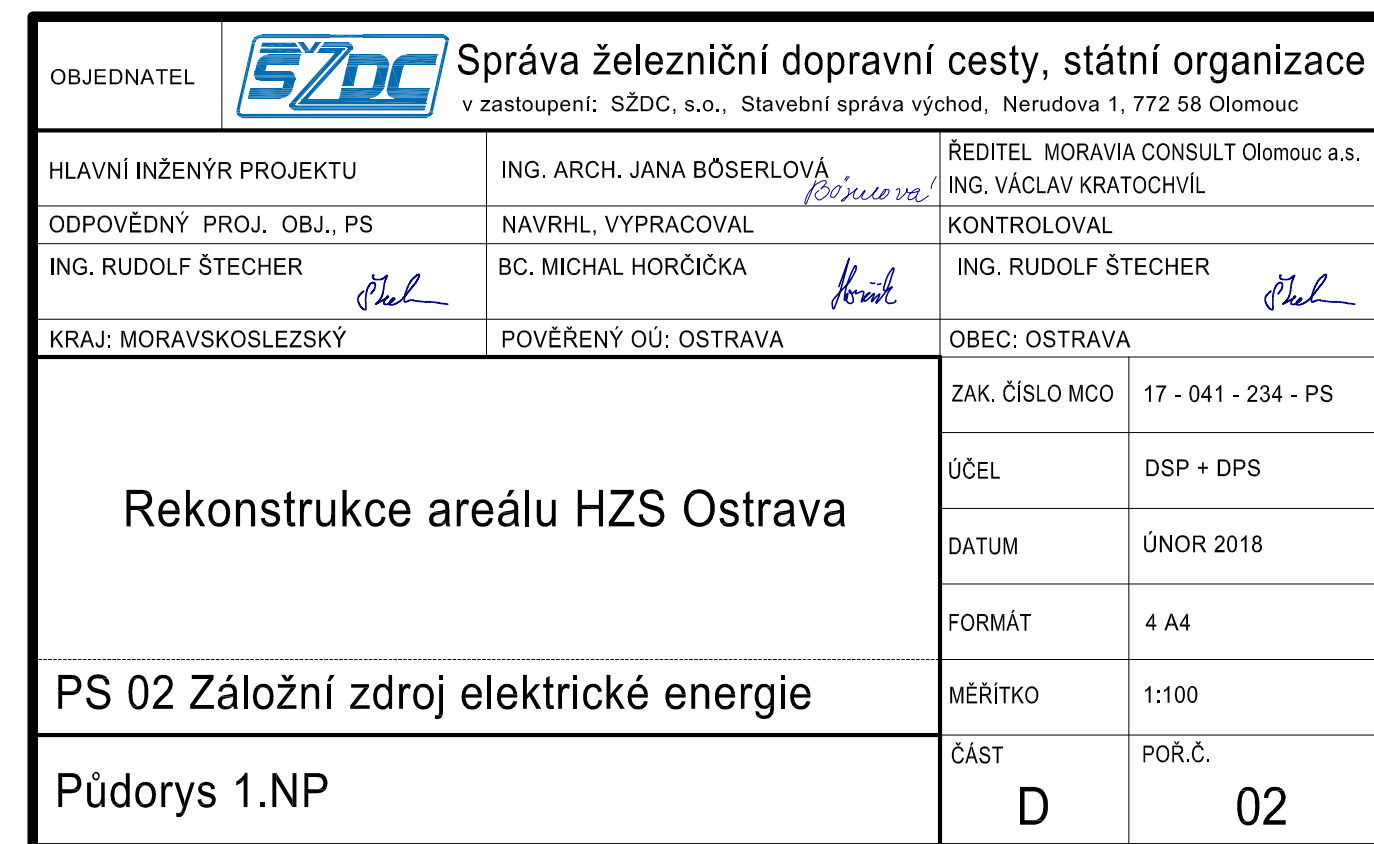 OBJEDNATEL
SŽDC
Správa železniční dopravní cesty, státní organizace
v zastoupení: SŽDC, s.o., Stavební správa východ, Nerudova 1, 772 58 Olomouc
HLAVNÍ INŽENÝR PROJEKTU
ING. ARCH. JANA BÖSERLOVÁ
Böserlová
ŘEDITEL MORAVIA CONSULT Olomouc a.s.
ING. VÁCLAV KRATOCHVÍL
ODPOVĚDNÝ PROJ. OBJ., PS
NAVRHL, VYPRACOVAL
KONTROLOVAL
ING. RUDOLF ŠTECHER
BC. MICHAL HORČIČKA
ING. RUDOLF ŠTECHER
KRAJ: MORAVSKOSLEZSKÝ
POVĚŘENÝ OÚ: OSTRAVA
OBEC: OSTRAVA
Rekonstrukce areálu HZS Ostrava
ZAK. ČÍSLO MCO
17 - 041 - 234 - PS
ÚČEL
DSP + DPS
DATUM
ÚNOR 2018
FORMÁT
4 A4
PS 02 Záložní zdroj elektrické energie
MĚŘÍTKO
1:100
Půdorys 1.NP
ČÁST
D
POŘ.Č.
02